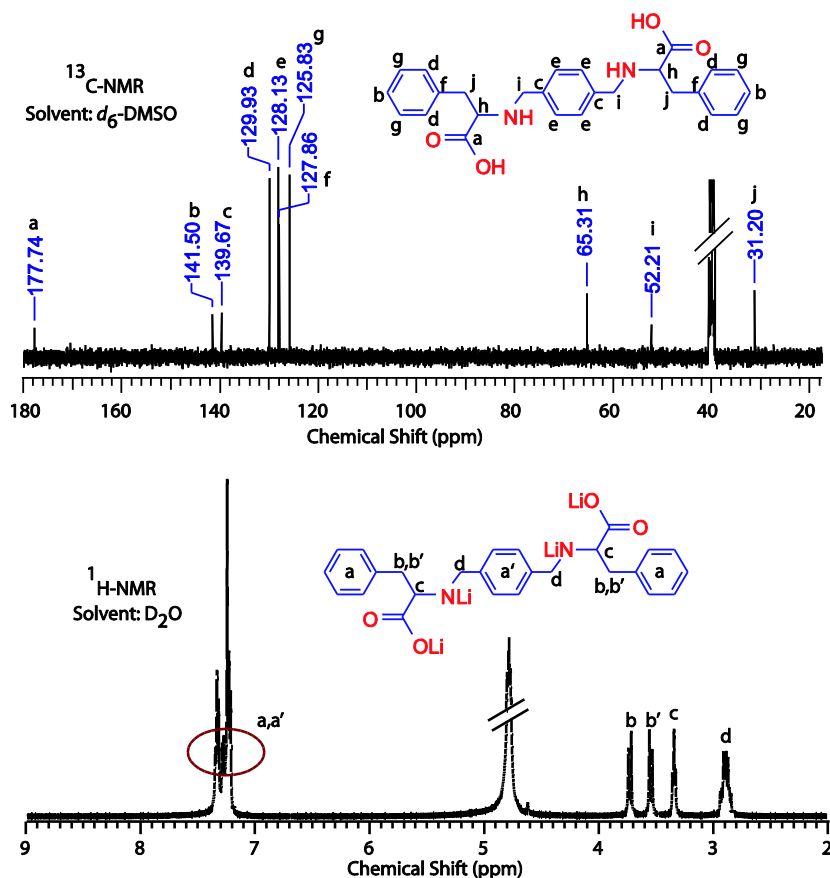 13C-NMR
Solvent: d6-DMSO
a
177.74
b
141.50
c
139.67
d
129.93
e
128.13
g
125.83
f
127.86
h
65.31
i
52.21
j
31.20
g d
b f j i c e e
g d h NH e e c i
a
O
OH
HO
a O
HN h d g
j f b
d g
180 160 140 120 100 80 60 40 20
Chemical Shift (ppm)
1H-NMR
Solvent: D2O
a
b,b'
c
d
NLi
O
OLi
a'
d
LiN
LiO
O
c
b,b'
a
a,a'
b
b'
c
d
9 8 7 6 5 4 3 2
Chemical Shift (ppm)